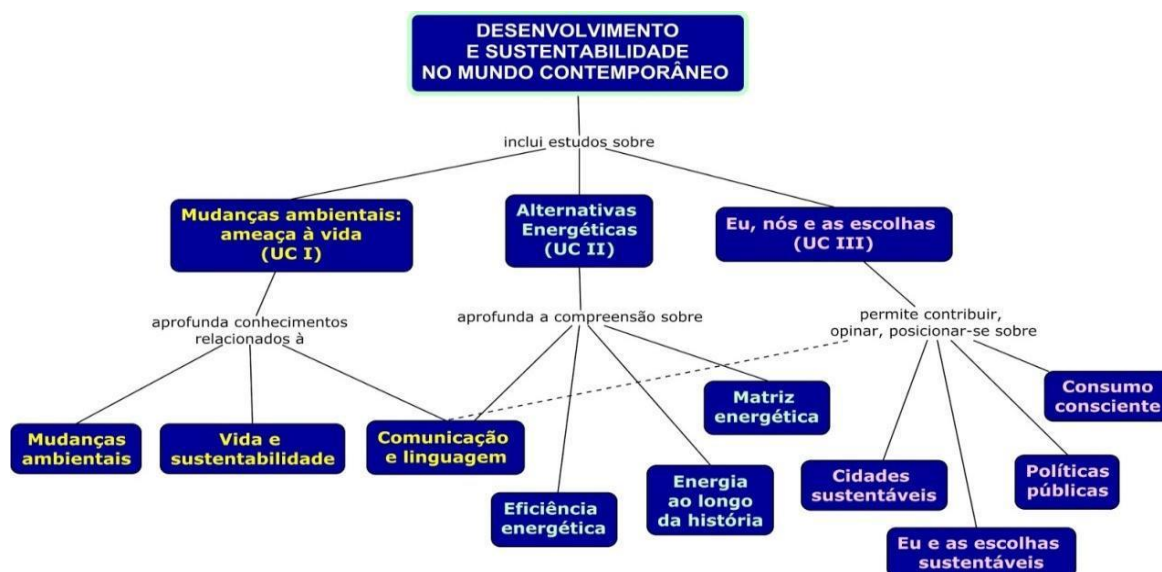 DESENVOLVIMENTO
E SUSTENTABILIDADE
NO MUNDO CONTEMPORÂNEO
inclui estudos sobre
Mudanças ambientais:
ameaça à vida
(UC I)
Alternativas
Energéticas
(UC II)
Eu, nós e as escolhas
(UC III)
aprofunda conhecimentos
relacionados à
aprofunda a compreensão sobre
permite contribuir,
opinar, posicionar-se sobre
Mudanças
ambientais
Vida e
sustentabilidade
Comunicação
e linguagem
Eficiência
energética
Energia
ao longo
da história
Matriz
energética
Cidades
sustentáveis
Eu e as escolhas
sustentáveis
Políticas
públicas
Consumo
consciente